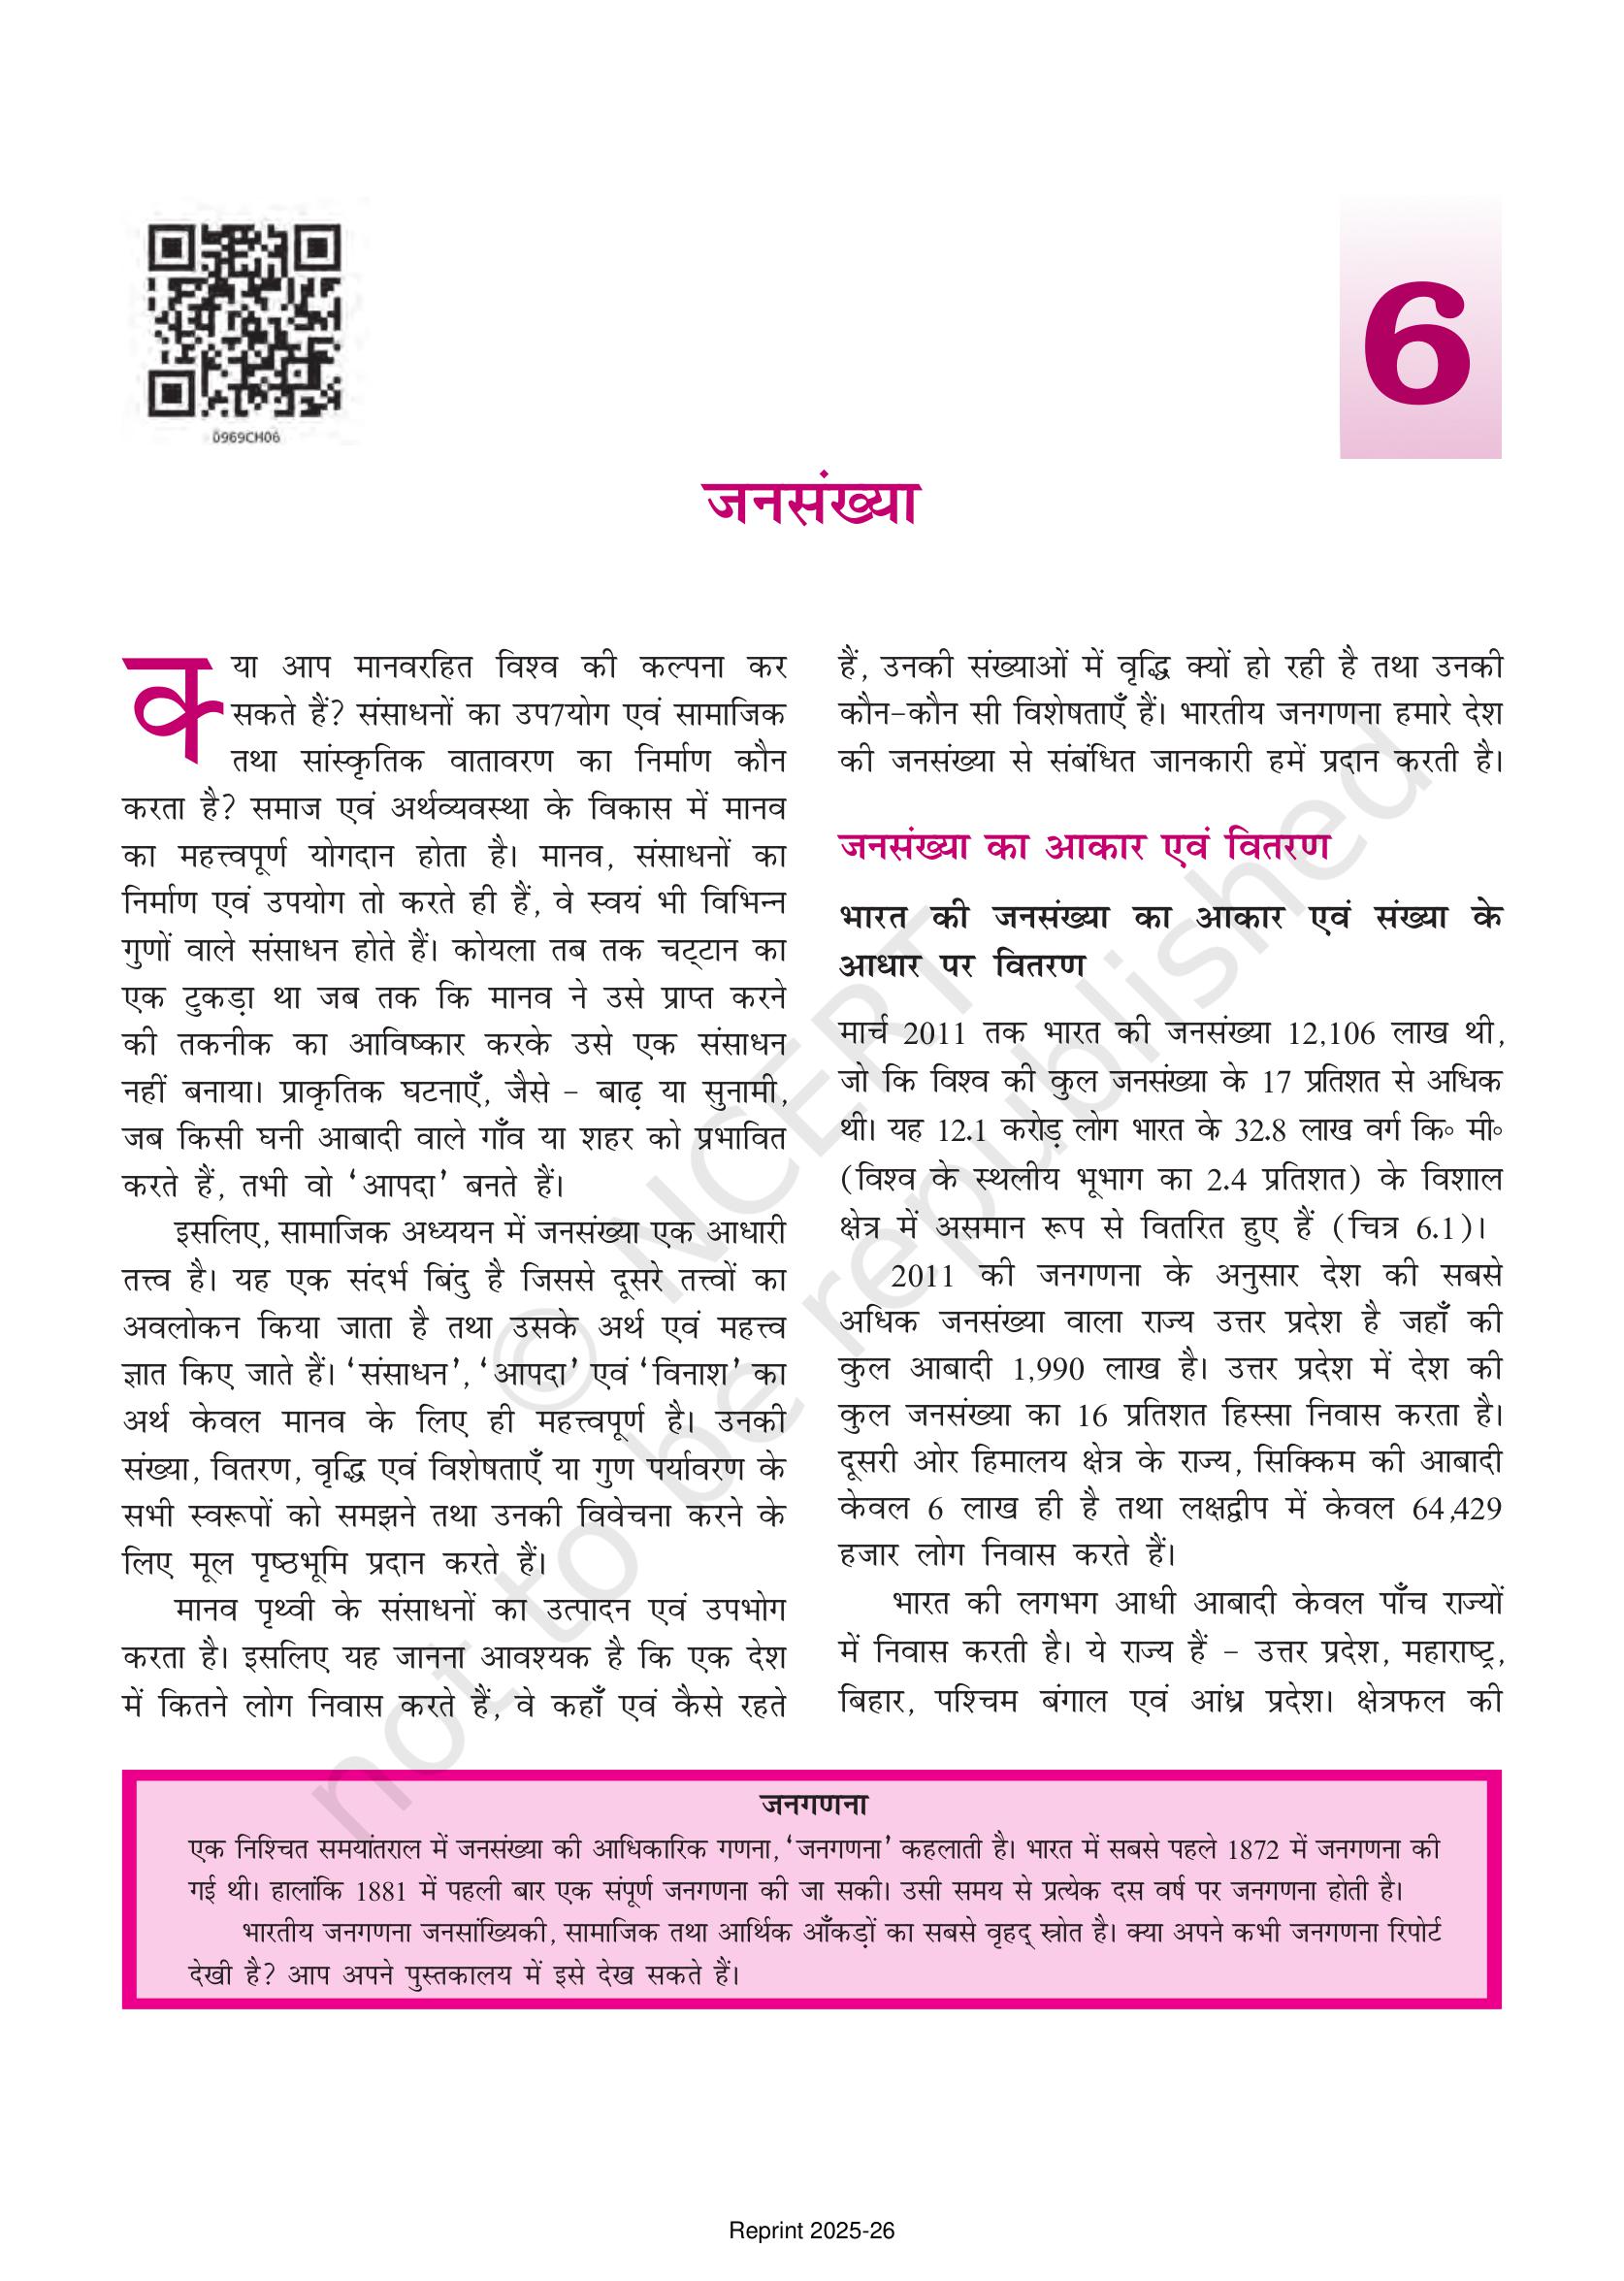 0969CH06
6
जनसंख्या
क्या आप मानवरहित विश्व की कल्पना कर
सकते हैं? संसाधनों का उप7योग एवं सामाजिक
तथा सांस्कृतिक वातावरण का निर्माण कौन
करता है? समाज एवं अर्थव्यवस्था के विकास में मानव
का महत्त्वपूर्ण योगदान होता है। मानव, संसाधनों का
निर्माण एवं उपयोग तो करते ही हैं, वे स्वयं भी विभिन्न
गुणों वाले संसाधन होते हैं। कोयला तब तक चट्टान का
एक टुकड़ा था जब तक कि मानव ने उसे प्राप्त करने
की तकनीक का आविष्कार करके उसे एक संसाधन
नहीं बनाया। प्राकृतिक घटनाएँ, जैसे – बाढ़ या सुनामी,
जब किसी घनी आबादी वाले गाँव या शहर को प्रभावित
करते हैं, तभी वो ‘आपदा’ बनते हैं।
इसलिए, सामाजिक अध्ययन में जनसंख्या एक आधारी
तत्त्व है। यह एक संदर्भ बिंदु है जिससे दूसरे तत्त्वों का
अवलोकन किया जाता है तथा उसके अर्थ एवं महत्त्व
ज्ञात किए जाते हैं। ‘संसाधन’, ‘आपदा’ एवं ‘विनाश’ का
अर्थ केवल मानव के लिए ही महत्त्वपूर्ण है। उनकी
संख्या, वितरण, वृद्धि एवं विशेषताएँ या गुण पर्यावरण के
सभी स्वरूपों को समझने तथा उनकी विवेचना करने के
लिए मूल पृष्ठभूमि प्रदान करते हैं।
मानव पृथ्वी के संसाधनों का उत्पादन एवं उपभोग
करता है। इसलिए यह जानना आवश्यक है कि एक देश
में कितने लोग निवास करते हैं, वे कहाँ एवं कैसे रहते
हैं, उनकी संख्याओं में वृद्धि क्यों हो रही है तथा उनकी
कौन-कौन सी विशेषताएँ हैं। भारतीय जनगणना हमारे देश
की जनसंख्या से संबंधित जानकारी हमें प्रदान करती है।
जनसंख्या का आकार एवं वितरण
भारत की जनसंख्या का आकार एवं संख्या के
आधार पर वितरण
मार्च 2011 तक भारत की जनसंख्या 12,106 लाख थी,
जो कि विश्व की कुल जनसंख्या के 17 प्रतिशत से अधिक
थी। यह 12.1 करोड़ लोग भारत के 32.8 लाख वर्ग कि॰ मी॰
(विश्व के स्थलीय भूभाग का 2.4 प्रतिशत) के विशाल
क्षेत्र में असमान रूप से वितरित हुए हैं (चित्र 6.1)।
2011 की जनगणना के अनुसार देश की सबसे
अधिक जनसंख्या वाला राज्य उत्तर प्रदेश है जहाँ की
कुल आबादी 1,990 लाख है। उत्तर प्रदेश में देश की
कुल जनसंख्या का 16 प्रतिशत हिस्सा निवास करता है।
दूसरी ओर हिमालय क्षेत्र के राज्य, सिक्किम की आबादी
केवल 6 लाख ही है तथा लक्षद्वीप में केवल 64,429
हजार लोग निवास करते हैं।
भारत की लगभग आधी आबादी केवल पाँच राज्यों
में निवास करती है। ये राज्य हैं – उत्तर प्रदेश, महाराष्ट्र,
बिहार, पश्चिम बंगाल एवं आंध्र प्रदेश। क्षेत्रफल की
जनगणना
एक निश्चित समयांतराल में जनसंख्या की आधिकारिक गणना, ‘जनगणना’ कहलाती है। भारत में सबसे पहले 1872 में जनगणना की
गई थी। हालांकि 1881 में पहली बार एक संपूर्ण जनगणना की जा सकी। उसी समय से प्रत्येक दस वर्ष पर जनगणना होती है।
भारतीय जनगणना जनसांख्यिकी, सामाजिक तथा आर्थिक आँकड़ों का सबसे वृहद् स्रोत है। क्या अपने कभी जनगणना रिपोर्ट
देखी है? आप अपने पुस्तकालय में इसे देख सकते हैं।
© NCERT
not to be republished
Reprint 2025-26